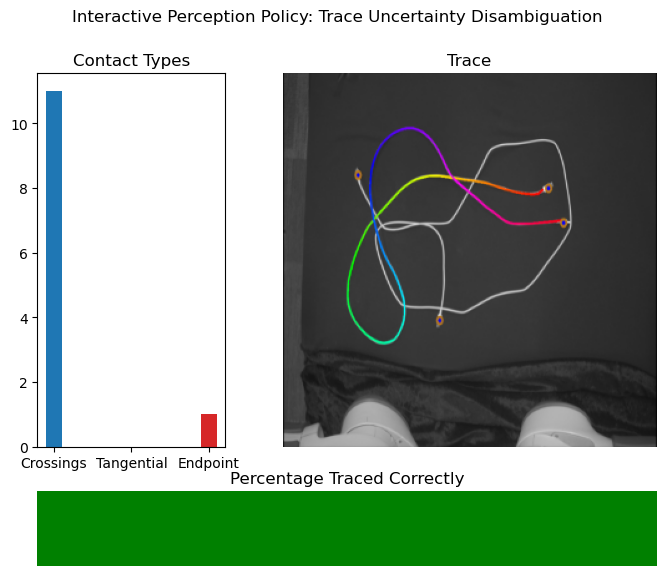 Interactive Perception Policy: Trace Uncertainty Disambiguation
Contact Types
Trace
10
8
6
4
2
0
Crossings Tangential Endpoint
Percentage Traced Correctly